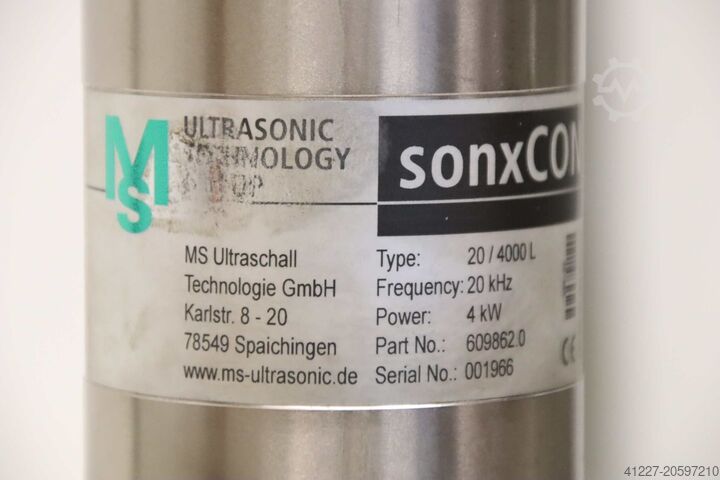 MS
ULTRASONIC
TECHNOLOGY
sonxCON
MS Ultraschall
Technologie GmbH
Karlstr. 8 - 20
78549 Spaichingen
www.ms-ultrasonic.de
Type: 20 / 4000 L
Frequency: 20 kHz
Power: 4 kW
Part No.: 609862.0
Serial No.: 001966
CE
41227-20597210